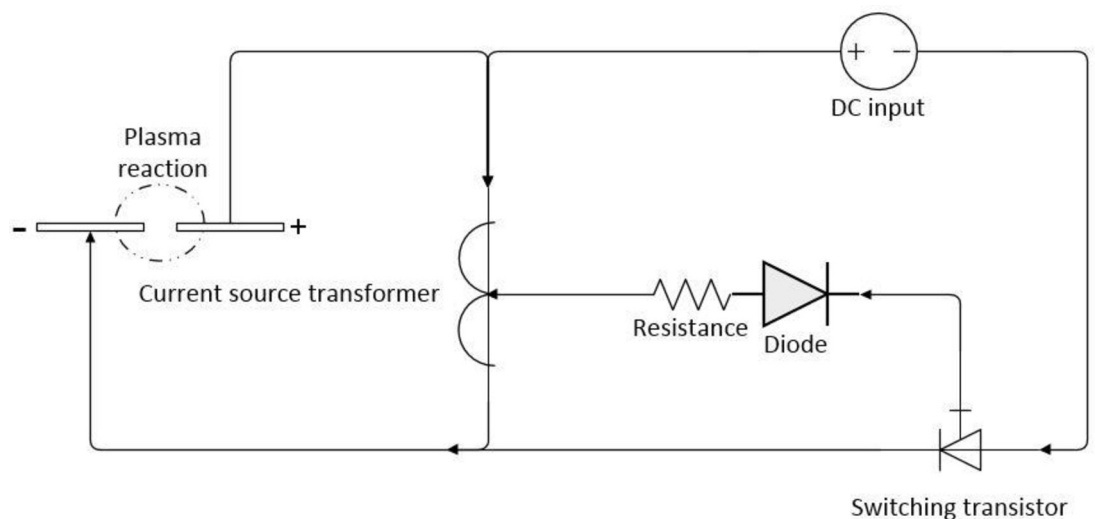 + −
DC input
Plasma
reaction
- +
Current source transformer
Resistance
Diode
Switching transistor